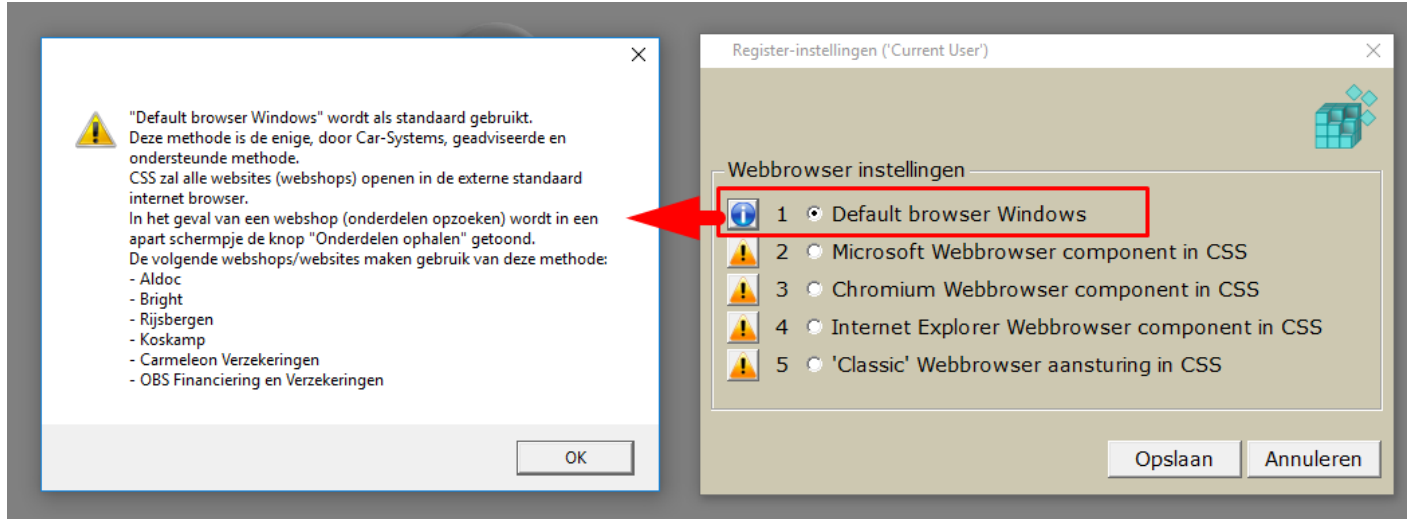 "Default browser Windows" wordt als standaard gebruikt.
Deze methode is de enige, door Car-Systems, geadviseerde en
ondersteunde methode.
CSS zal alle websites (webshops) openen in de externe standaard
internet browser.
In het geval van een webshop (onderdelen opzoeken) wordt in een
apart schermpje de knop "Onderdelen ophalen" getoond.
De volgende webshops/websites maken gebruik van deze methode:
- Aldoc
- Bright
- Rijsbergen
- Koskamp
- Carmeleon Verzekeringen
- OBS Financiering en Verzekeringen
OK
Register-instellingen ('Current User')
Webbrowser instellingen
1 Default browser Windows
2 Microsoft Webbrowser component in CSS
3 Chromium Webbrowser component in CSS
4 Internet Explorer Webbrowser component in CSS
5 'Classic' Webbrowser aansturing in CSS
Opslaan Annuleren